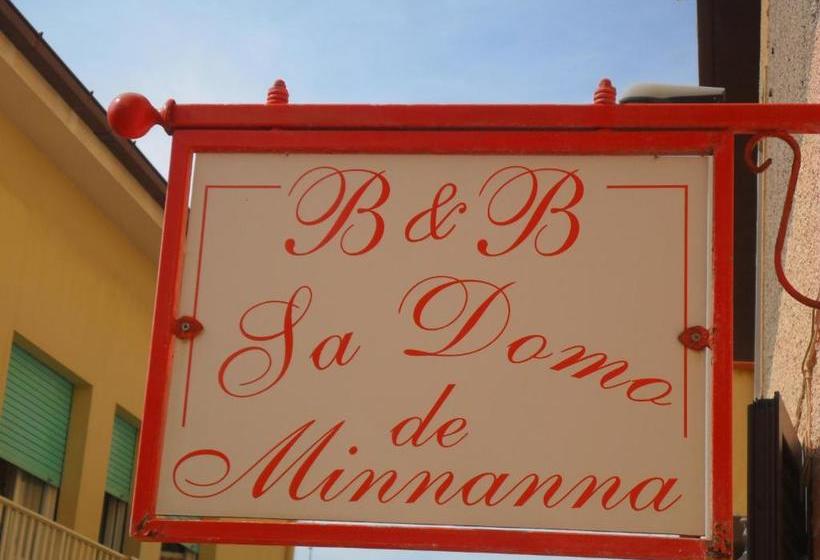 B & B
Sa Domo
de
Minnanna